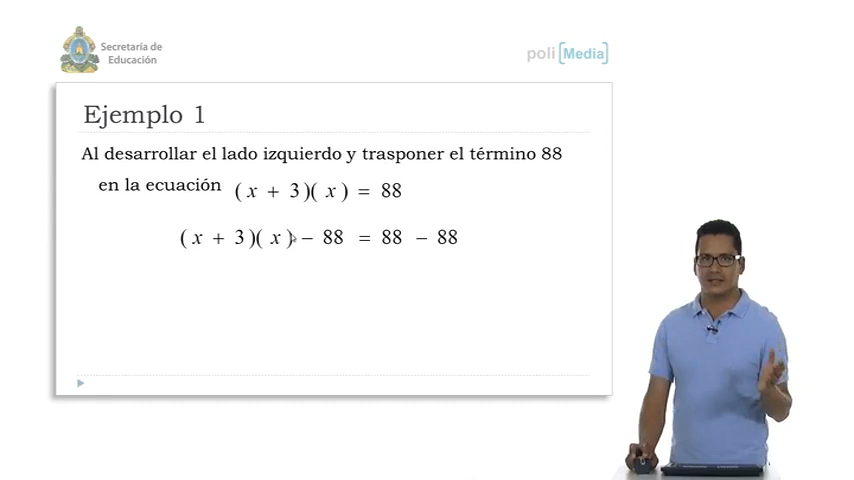 Secretaría de
Educación
poli [Media]
Ejemplo 1
Al desarrollar el lado izquierdo y trasponer el término 88
en la ecuación ( x + 3 )( x ) = 88
( x + 3 )( x ) − 88 = 88 − 88